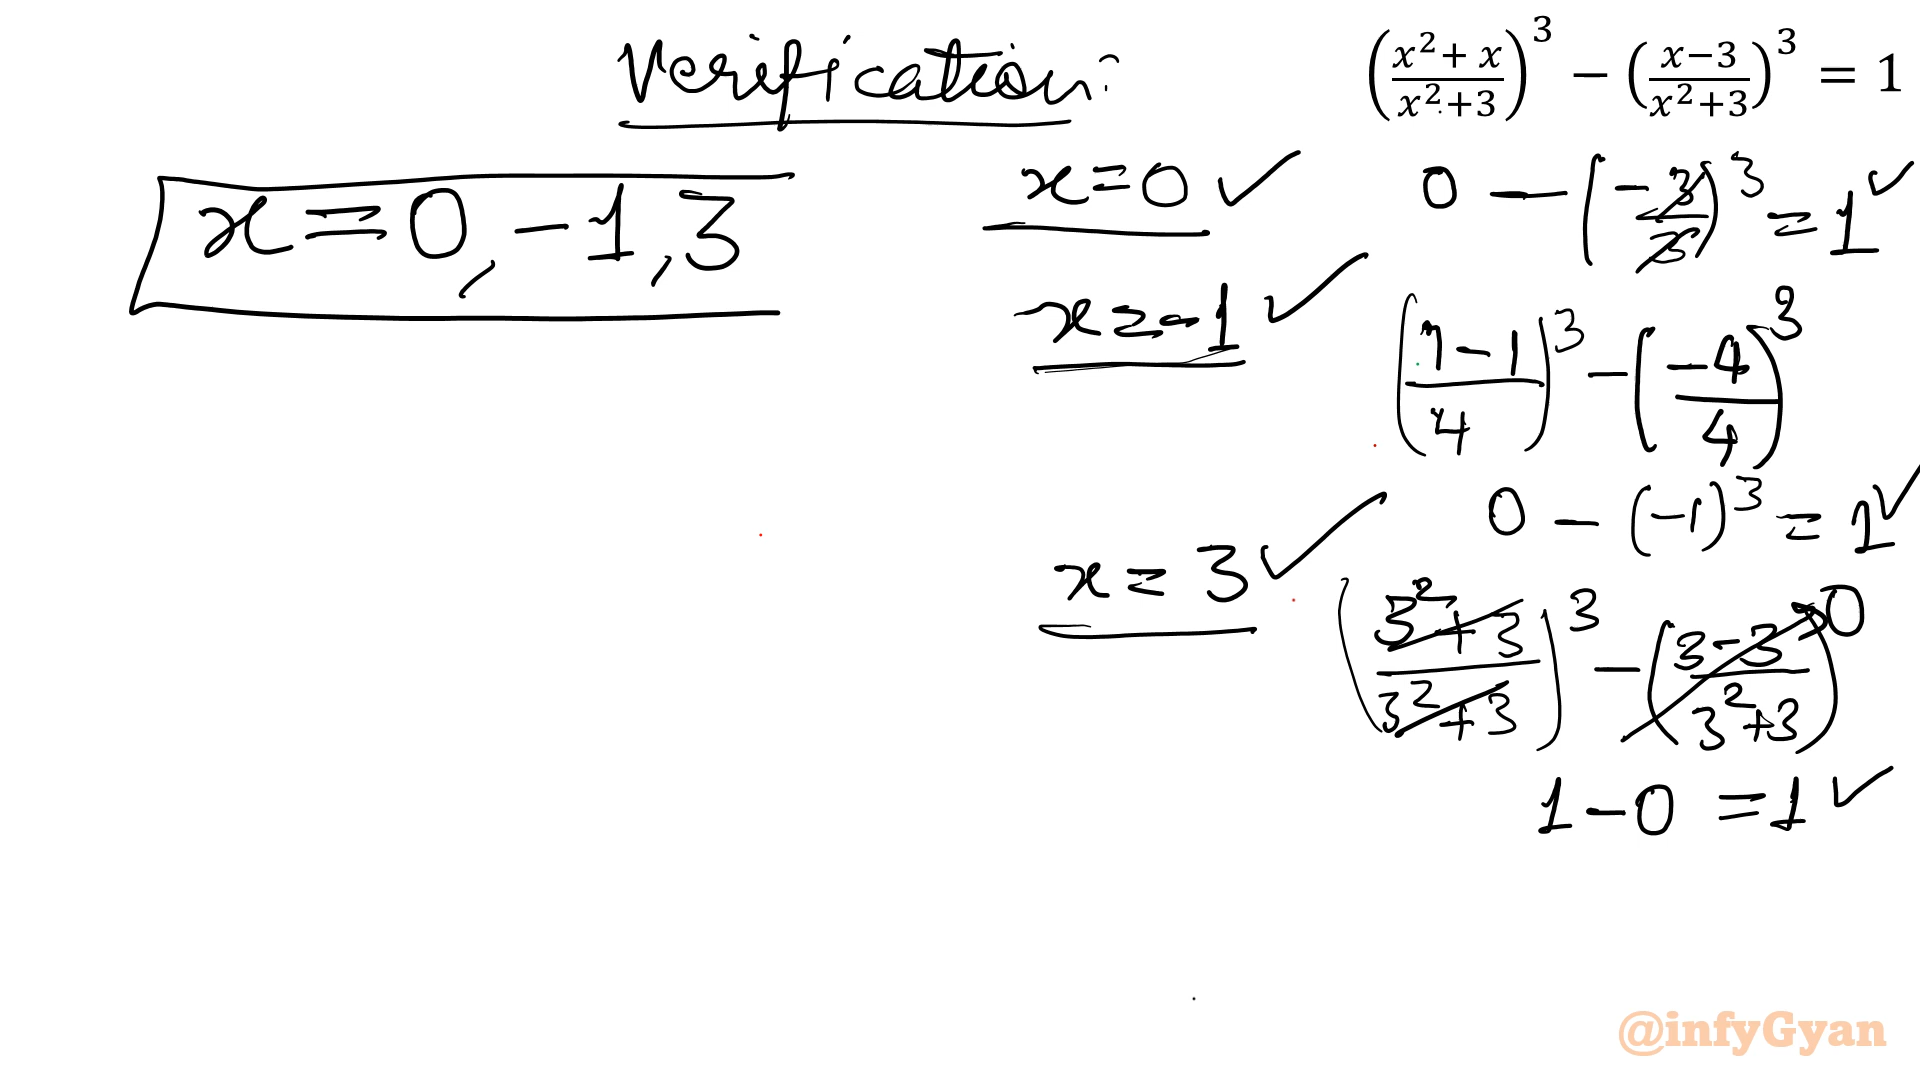 Verification:
(x²+ x / x²+3)³ − (x−3 / x²+3)³ = 1
x = 0, -1, 3
x = 0 ✓
0 - (-3/3)³ = 1 ✓
x = -1 ✓
(1-1 / 4)³ - (-4 / 4)³
0 - (-1)³ = 1 ✓
x = 3 ✓
(3²+3 / 3²+3)³ - (3-3 / 3²+3)³ 0
1 - 0 = 1 ✓
@infyGyan